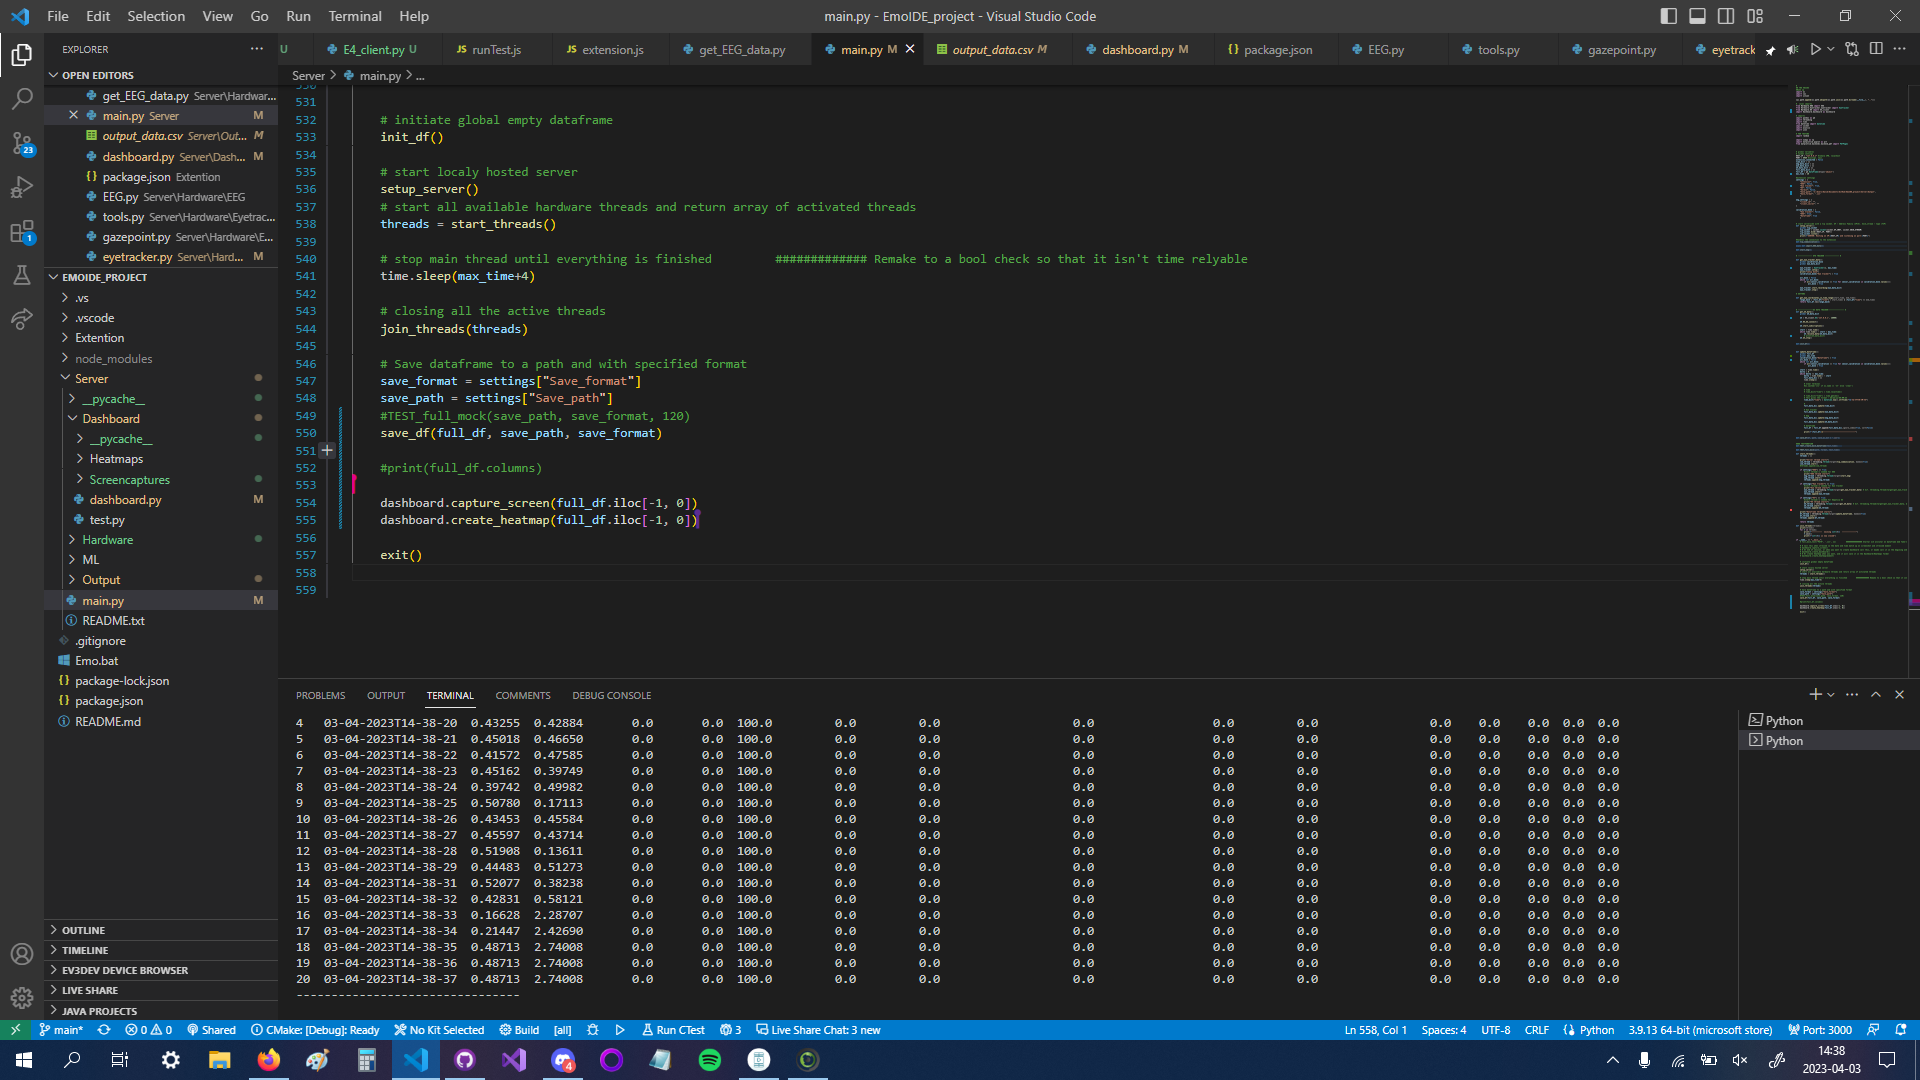 File Edit Selection View Go Run Terminal Help
main.py - EmoIDE_project - Visual Studio Code
EXPLORER
U
E4_client.py U
runTest.js
extension.js
get_EEG_data.py
main.py M
output_data.csv M
dashboard.py M
package.json
EEG.py
tools.py
gazepoint.py
eyetrack
Server > main.py > ...
OPEN EDITORS
get_EEG_data.py Server\Hardwar...
main.py Server M
output_data.csv Server\Out... M
dashboard.py Server\Dash... M
package.json Extention
EEG.py Server\Hardware\EEG
tools.py Server\Hardware\Eyetrac...
gazepoint.py Server\Hardware\E...
eyetracker.py Server\Hard... M
EMOIDE_PROJECT
.vs
.vscode
Extention
node_modules
Server
__pycache__
Dashboard
__pycache__
Heatmaps
Screencaptures
dashboard.py M
test.py
Hardware
ML
Output
main.py M
README.txt
.gitignore
Emo.bat
package-lock.json
package.json
README.md
OUTLINE
TIMELINE
EV3DEV DEVICE BROWSER
LIVE SHARE
JAVA PROJECTS
23
1
531
532 # initiate global empty dataframe
533 init_df()
534
535 # start localy hosted server
536 setup_server()
537 # start all available hardware threads and return array of activated threads
538 threads = start_threads()
539
540 # stop main thread until everything is finished ############# Remake to a bool check so that it isn't time relyable
541 time.sleep(max_time+4)
542
543 # closing all the active threads
544 join_threads(threads)
545
546 # Save dataframe to a path and with specified format
547 save_format = settings["Save_format"]
548 save_path = settings["Save_path"]
549 #TEST_full_mock(save_path, save_format, 120)
550 save_df(full_df, save_path, save_format)
551
552 #print(full_df.columns)
553
554 dashboard.capture_screen(full_df.iloc[-1, 0])
555 dashboard.create_heatmap(full_df.iloc[-1, 0])
556
557 exit()
558
559
PROBLEMS OUTPUT TERMINAL COMMENTS DEBUG CONSOLE
4 03-04-2023T14-38-20 0.43255 0.42884 0.0 0.0 100.0 0.0 0.0 0.0 0.0 0.0 0.0 0.0 0.0 0.0 0.0
5 03-04-2023T14-38-21 0.45018 0.46650 0.0 0.0 100.0 0.0 0.0 0.0 0.0 0.0 0.0 0.0 0.0 0.0 0.0
6 03-04-2023T14-38-22 0.41572 0.47585 0.0 0.0 100.0 0.0 0.0 0.0 0.0 0.0 0.0 0.0 0.0 0.0 0.0
7 03-04-2023T14-38-23 0.45162 0.39749 0.0 0.0 100.0 0.0 0.0 0.0 0.0 0.0 0.0 0.0 0.0 0.0 0.0
8 03-04-2023T14-38-24 0.39742 0.49982 0.0 0.0 100.0 0.0 0.0 0.0 0.0 0.0 0.0 0.0 0.0 0.0 0.0
9 03-04-2023T14-38-25 0.50780 0.17113 0.0 0.0 100.0 0.0 0.0 0.0 0.0 0.0 0.0 0.0 0.0 0.0 0.0
10 03-04-2023T14-38-26 0.43453 0.45584 0.0 0.0 100.0 0.0 0.0 0.0 0.0 0.0 0.0 0.0 0.0 0.0 0.0
11 03-04-2023T14-38-27 0.45597 0.43714 0.0 0.0 100.0 0.0 0.0 0.0 0.0 0.0 0.0 0.0 0.0 0.0 0.0
12 03-04-2023T14-38-28 0.51908 0.13611 0.0 0.0 100.0 0.0 0.0 0.0 0.0 0.0 0.0 0.0 0.0 0.0 0.0
13 03-04-2023T14-38-29 0.44483 0.51273 0.0 0.0 100.0 0.0 0.0 0.0 0.0 0.0 0.0 0.0 0.0 0.0 0.0
14 03-04-2023T14-38-31 0.52077 0.38238 0.0 0.0 100.0 0.0 0.0 0.0 0.0 0.0 0.0 0.0 0.0 0.0 0.0
15 03-04-2023T14-38-32 0.42831 0.58121 0.0 0.0 100.0 0.0 0.0 0.0 0.0 0.0 0.0 0.0 0.0 0.0 0.0
16 03-04-2023T14-38-33 0.16628 2.28707 0.0 0.0 100.0 0.0 0.0 0.0 0.0 0.0 0.0 0.0 0.0 0.0 0.0
17 03-04-2023T14-38-34 0.21447 2.42690 0.0 0.0 100.0 0.0 0.0 0.0 0.0 0.0 0.0 0.0 0.0 0.0 0.0
18 03-04-2023T14-38-35 0.48713 2.74008 0.0 0.0 100.0 0.0 0.0 0.0 0.0 0.0 0.0 0.0 0.0 0.0 0.0
19 03-04-2023T14-38-36 0.48713 2.74008 0.0 0.0 100.0 0.0 0.0 0.0 0.0 0.0 0.0 0.0 0.0 0.0 0.0
20 03-04-2023T14-38-37 0.48713 2.74008 0.0 0.0 100.0 0.0 0.0 0.0 0.0 0.0 0.0 0.0 0.0 0.0 0.0
--------------------------------
Python
Python
main* 0 0 Shared CMake: [Debug]: Ready No Kit Selected Build [all] Run CTest 3 Live Share Chat: 3 new
Ln 558, Col 1 Spaces: 4 UTF-8 CRLF Python 3.9.13 64-bit (microsoft store) Port: 3000
4
14:38
2023-04-03